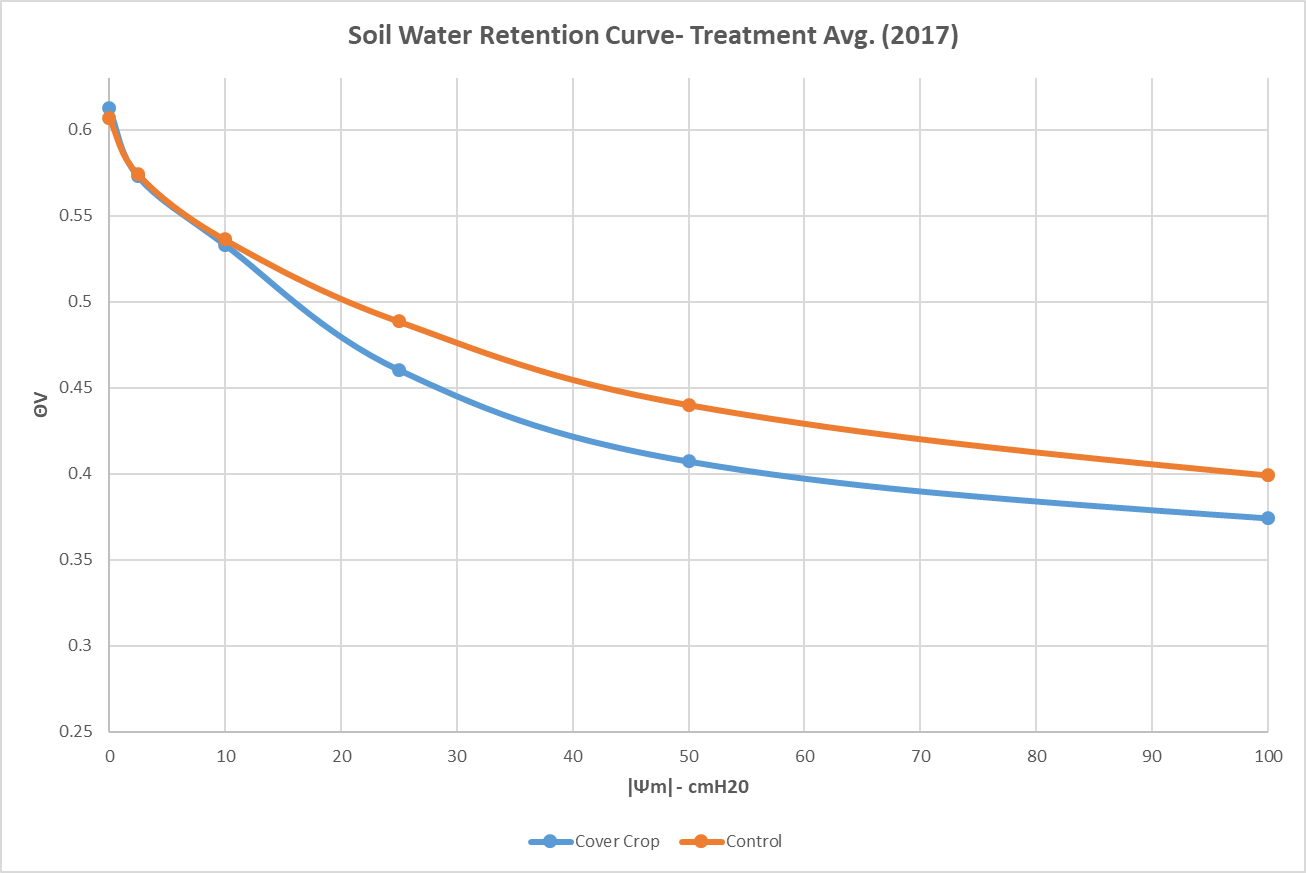 Soil Water Retention Curve- Treatment Avg. (2017)
0.6
0.55
0.5
0.45
0.4
0.35
0.3
0.25
ΘV
0 10 20 30 40 50 60 70 80 90 100
|Ψm| - cmH20
Cover Crop Control